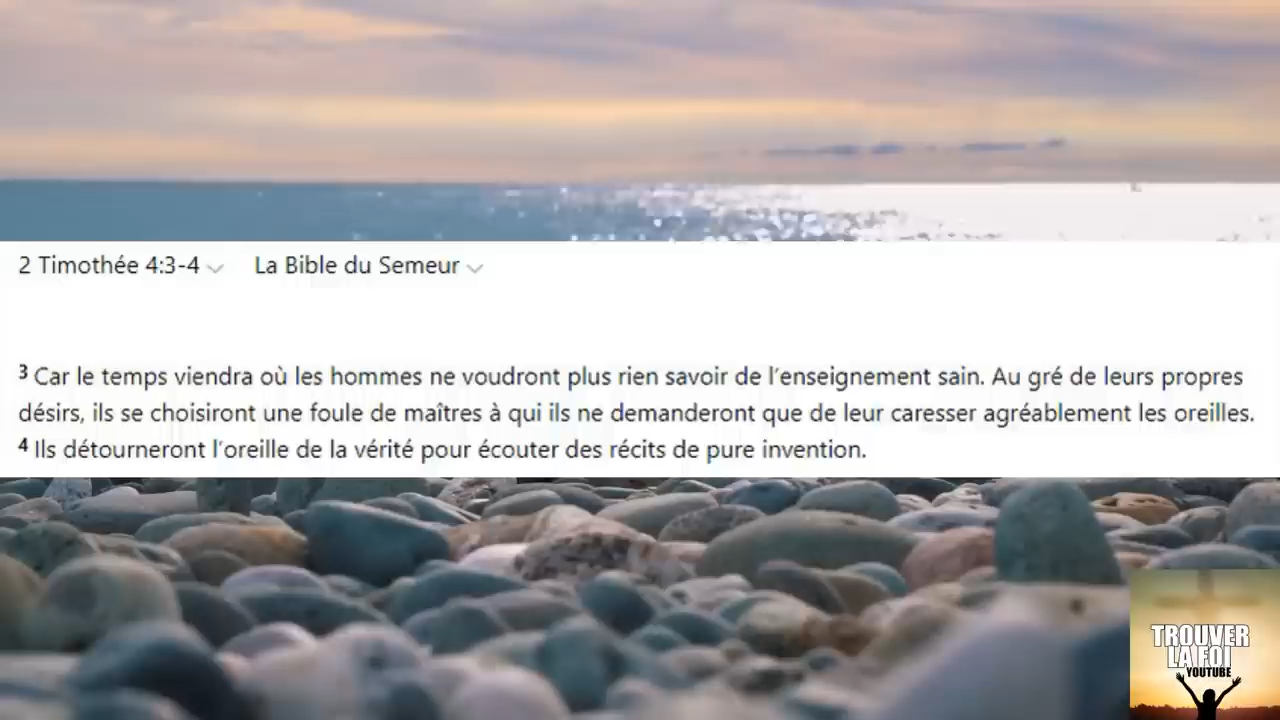 2 Timothée 4:3-4 La Bible du Semeur
3 Car le temps viendra où les hommes ne voudront plus rien savoir de l’enseignement sain. Au gré de leurs propres
désirs, ils se choisiront une foule de maîtres à qui ils ne demanderont que de leur caresser agréablement les oreilles.
4 Ils détourneront l’oreille de la vérité pour écouter des récits de pure invention.
TROUVER
LA FOI
YOUTUBE